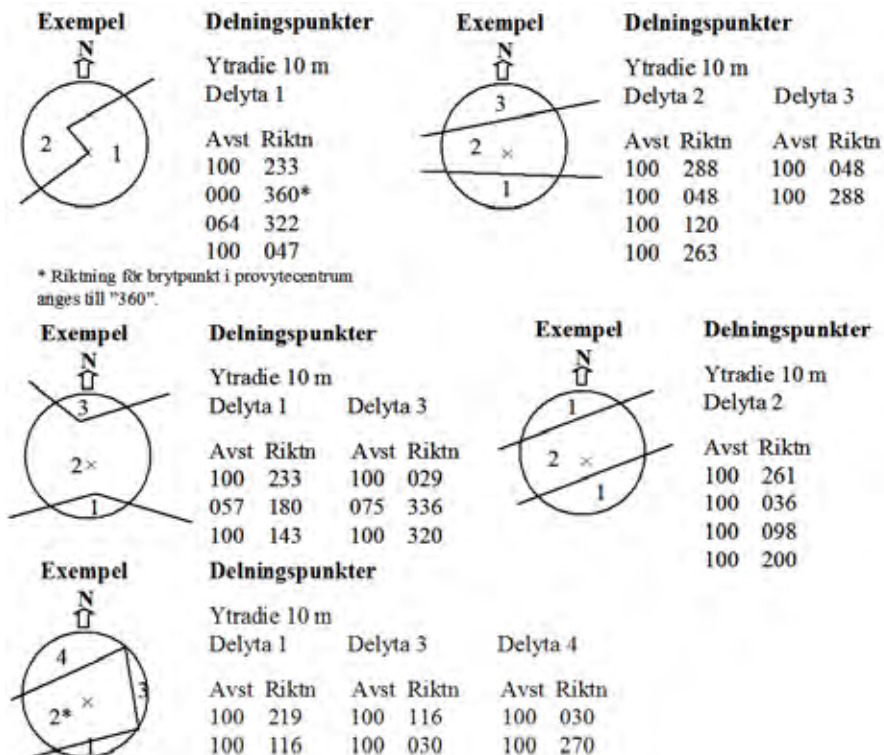 Exempel
N
2
1
Delningspunkter
Ytradie 10 m
Delyta 1
Avst Riktn
100 233
000 360*
064 322
100 047
* Riktning för brytpunkt i provytecentrum
anges till "360".
Exempel
N
3
2 ×
1
Delningspunkter
Ytradie 10 m
Delyta 2 Delyta 3
Avst Riktn Avst Riktn
100 288 100 048
100 048 100 288
100 120
100 263
Exempel
N
3
2 ×
1
Delningspunkter
Ytradie 10 m
Delyta 1 Delyta 3
Avst Riktn Avst Riktn
100 233 100 029
057 180 075 336
100 143 100 320
Exempel
N
1
2 ×
1
Delningspunkter
Ytradie 10 m
Delyta 2
Avst Riktn
100 261
100 036
100 098
100 200
Exempel
N
4
3
2* ×
1
Delningspunkter
Ytradie 10 m
Delyta 1 Delyta 3 Delyta 4
Avst Riktn Avst Riktn Avst Riktn
100 219 100 116 100 030
100 116 100 030 100 270